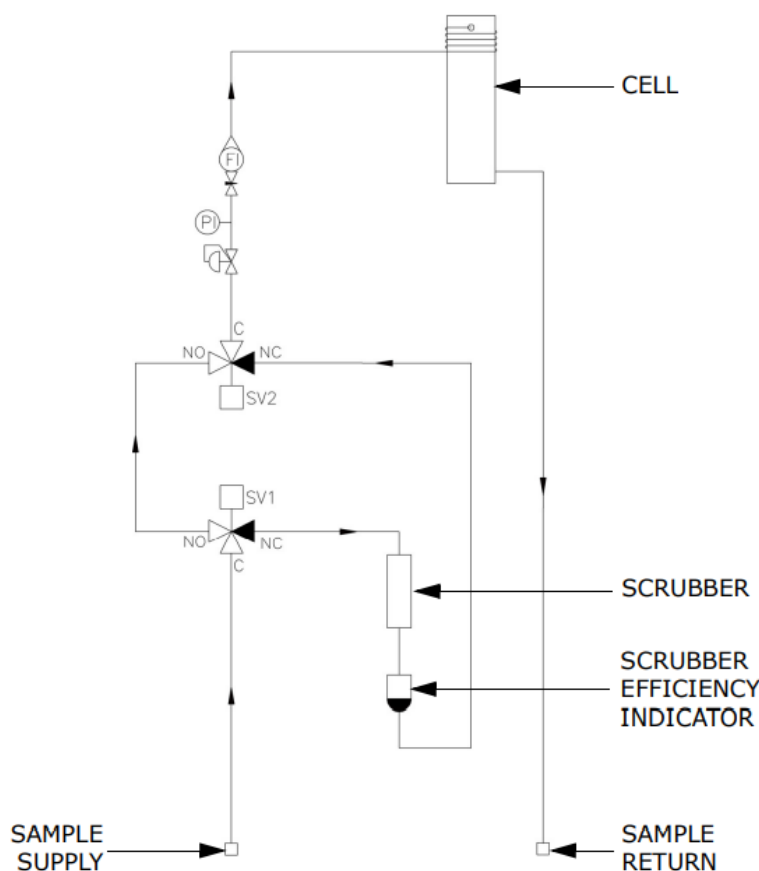 CELL
FI
PI
C
NO
NC
SV2
SV1
NO
NC
C
SCRUBBER
SCRUBBER
EFFICIENCY
INDICATOR
SAMPLE
SUPPLY
SAMPLE
RETURN